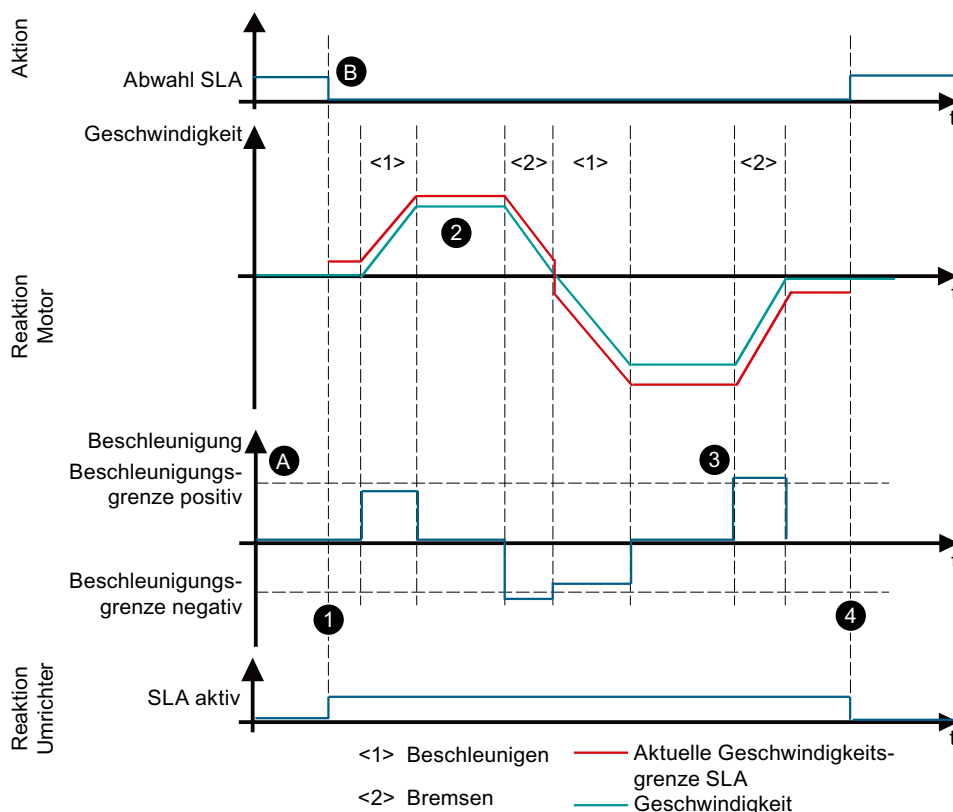 Aktion
Abwahl SLA
B
t
Geschwindigkeit
<1>
<2>
<1>
<2>
2
Reaktion
Motor
t
Beschleunigung
A
Beschleunigungs-
grenze positiv
3
t
Beschleunigungs-
grenze negativ
1
4
Reaktion
Umrichter
SLA aktiv
t
<1> Beschleunigen
Aktuelle Geschwindigkeits-
grenze SLA
<2> Bremsen
Geschwindigkeit